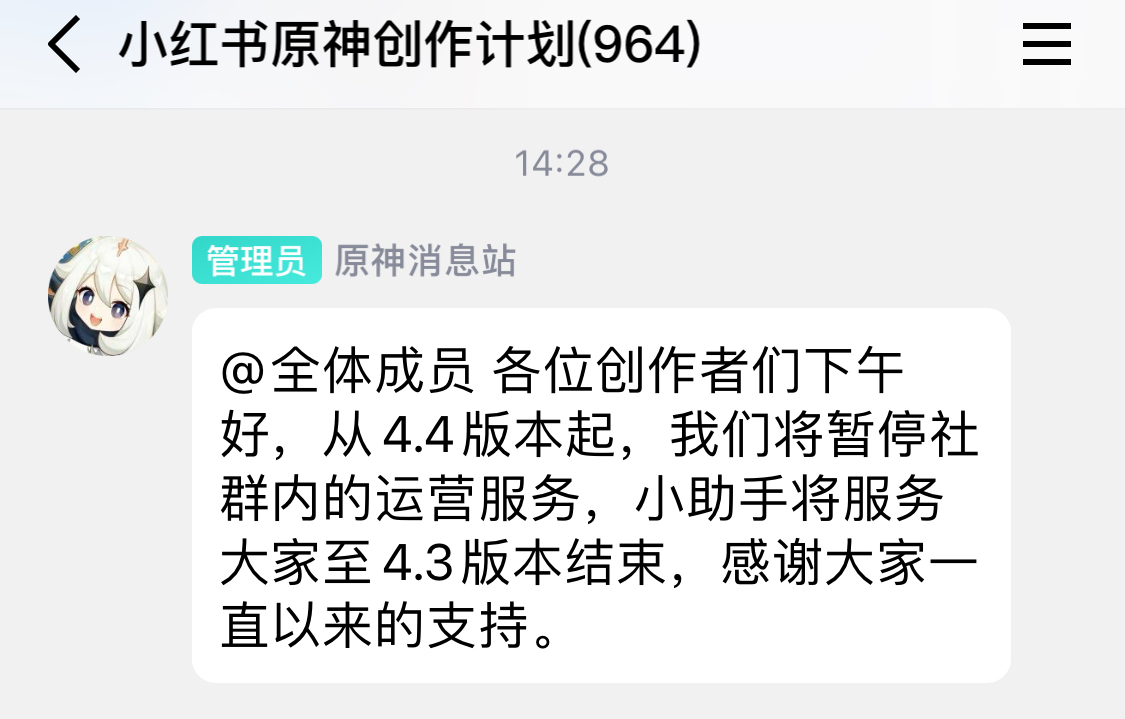 小红书原神创作计划(964)
14:28
管理员 原神消息站
@全体成员 各位创作者们下午
好，从4.4版本起，我们将暂停社
群内的运营服务，小助手将服务
大家至4.3版本结束，感谢大家一
直以来的支持。